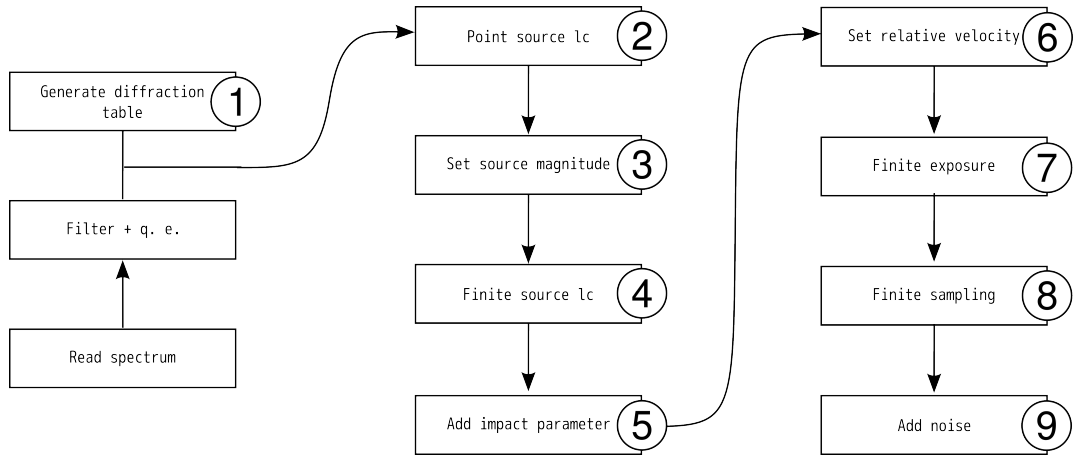 Generate diffraction
table
1
Filter + q. e.
Read spectrum
Point source lc
2
Set source magnitude
3
Finite source lc
4
Add impact parameter
5
Set relative velocity
6
Finite exposure
7
Finite sampling
8
Add noise
9